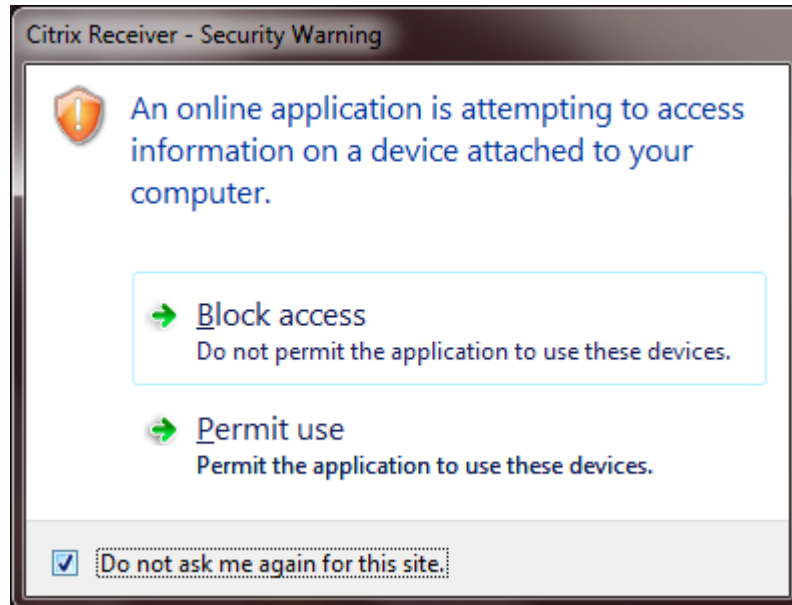 Citrix Receiver - Security Warning
An online application is attempting to access
information on a device attached to your
computer.
Block access
Do not permit the application to use these devices.
Permit use
Permit the application to use these devices.
Do not ask me again for this site.